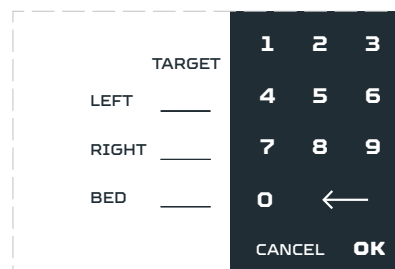 TARGET
LEFT
RIGHT
BED
1 2 3
4 5 6
7 8 9
0
CANCEL OK